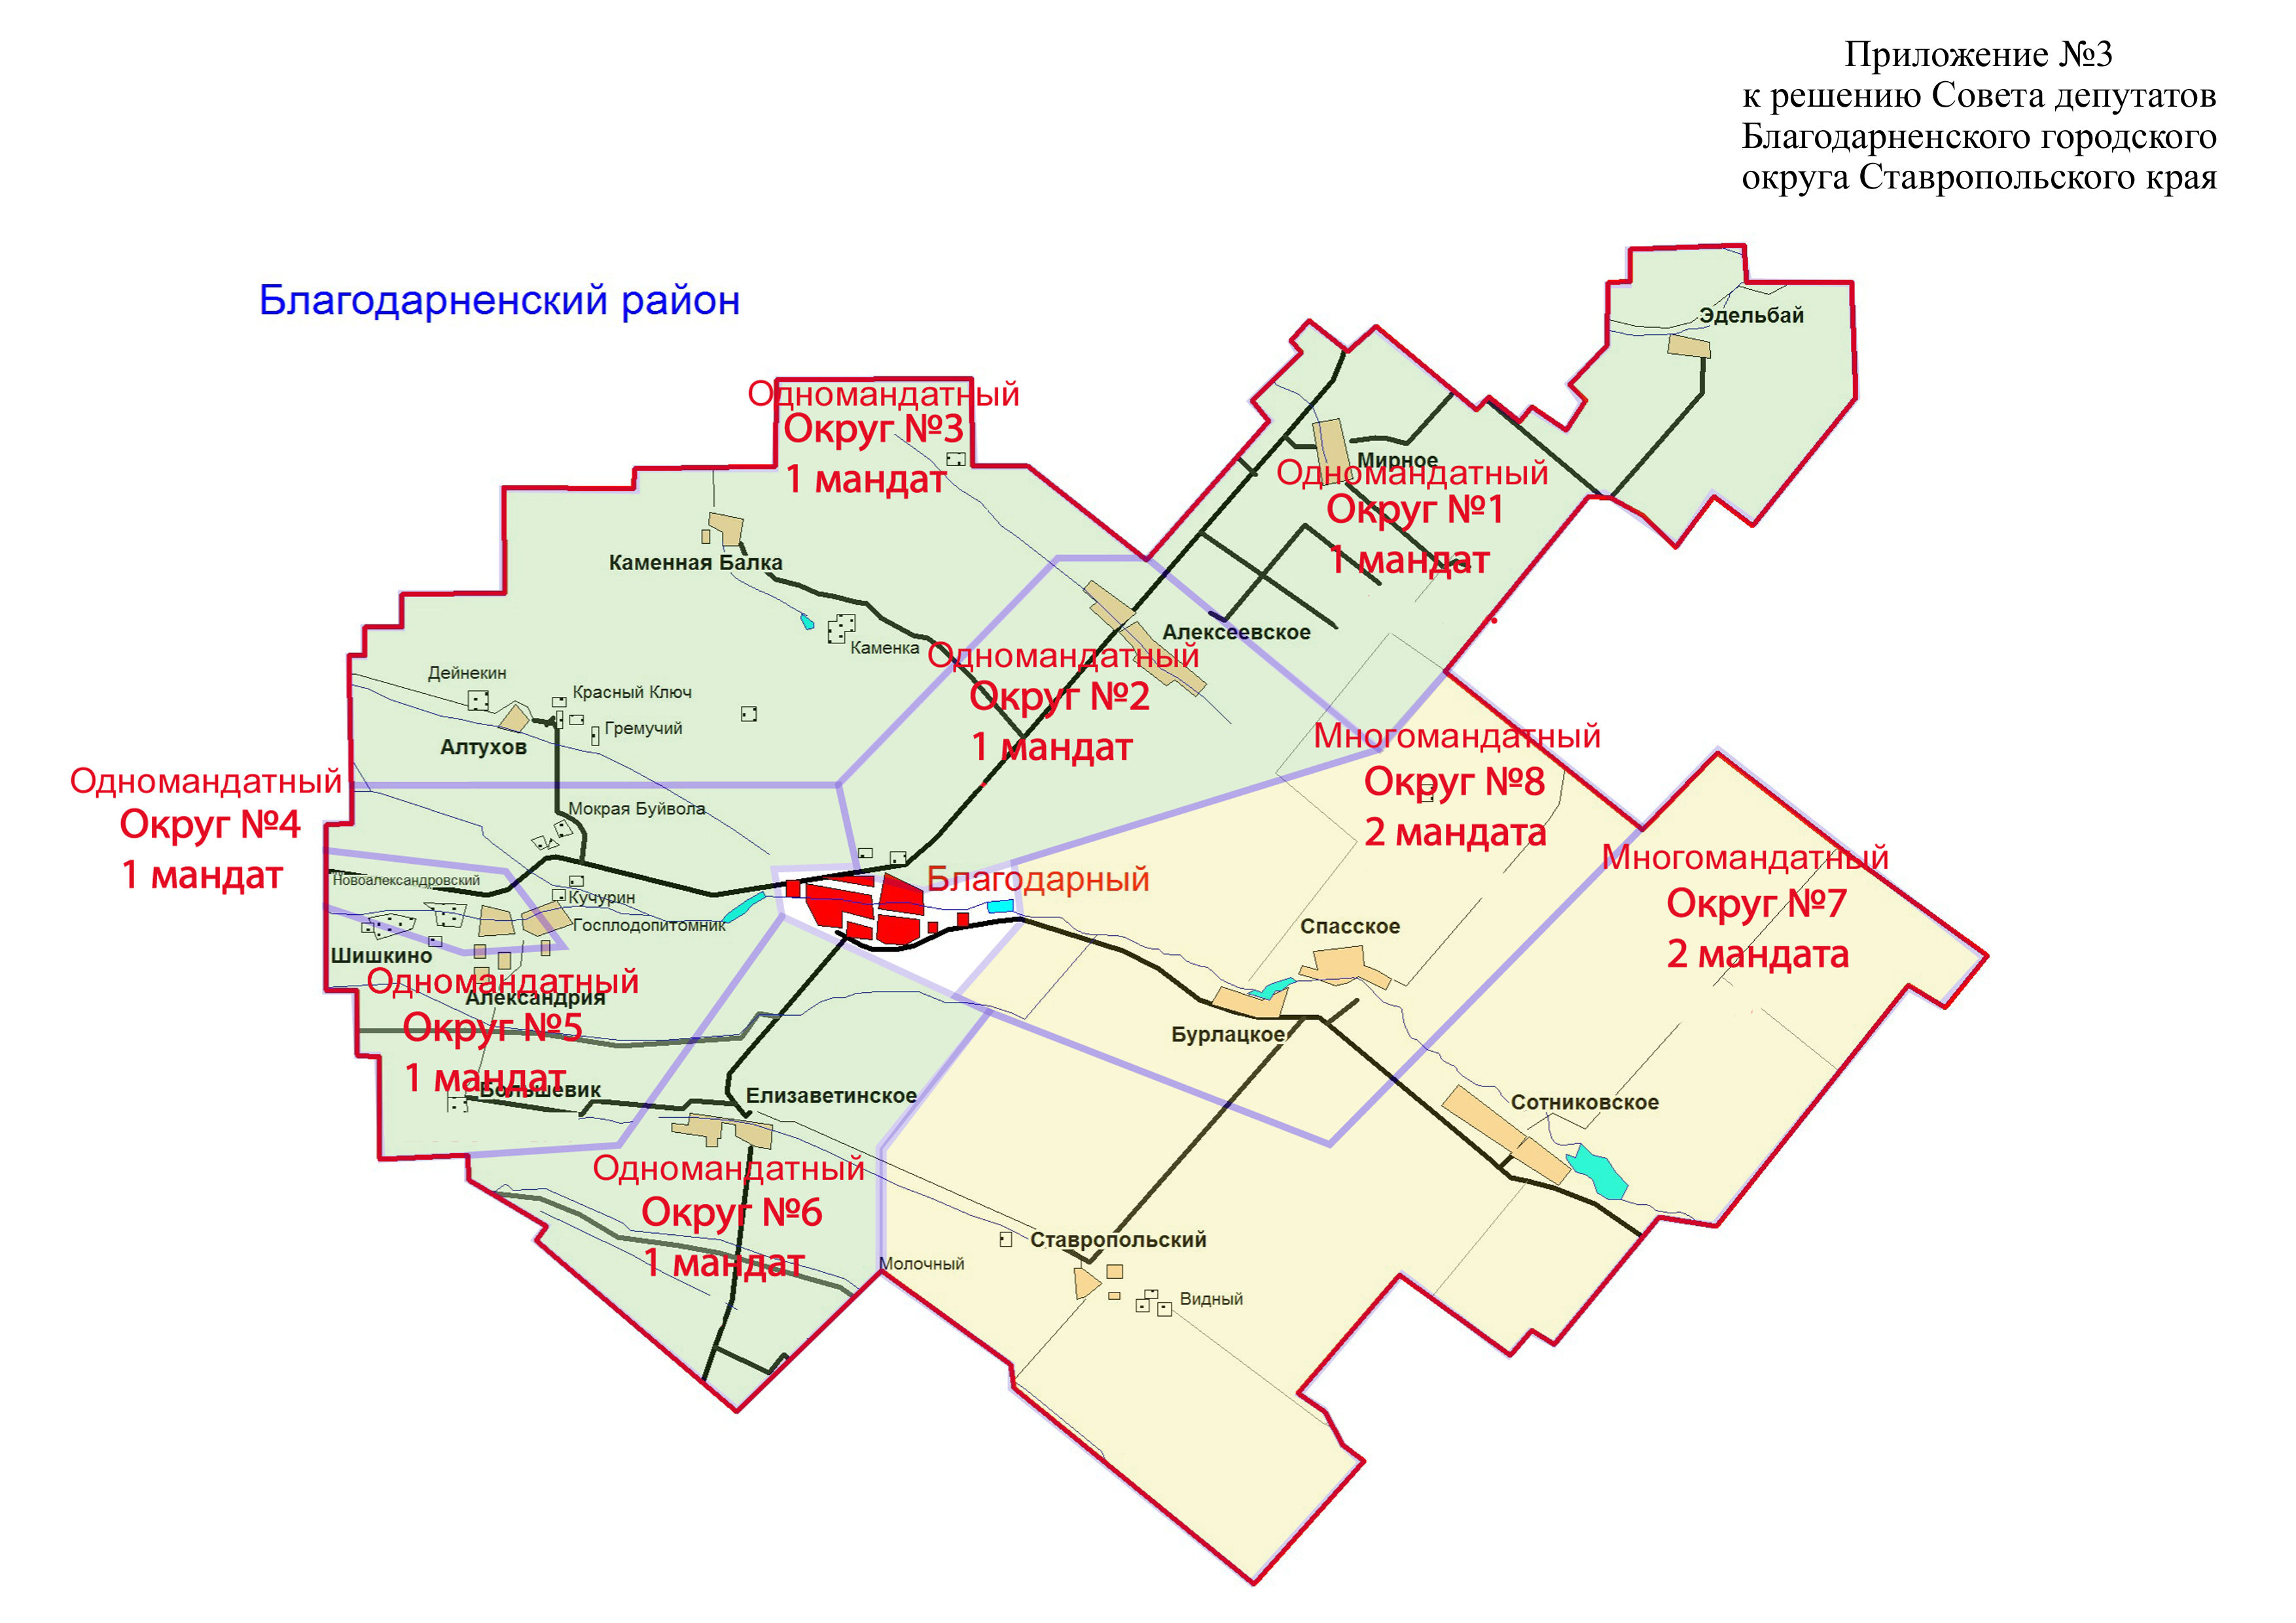 Приложение №3
к решению Совета депутатов
Благодарненского городского
округа Ставропольского края
Благодарненский район
Эдельбай
Одномандатный
Округ №3
1 мандат
Мирное
Одномандатный
Округ №1
1 мандат
Каменная Балка
Каменка
Алексеевское
Одномандатный
Округ №2
1 мандат
Дейнекин
Красный Ключ
Гремучий
Алтухов
Многомандатный
Округ №8
2 мандата
Одномандатный
Округ №4
1 мандат
Мокрая Буйвола
Многомандатный
Округ №7
2 мандата
Благодарный
Новоалександровский
Кучурин
Госплодопитомник
Спасское
Шишкино
Одномандатный
Александрия
Округ №5
1 мандат
Бурлацкое
Большевик
Елизаветинское
Сотниковское
Одномандатный
Округ №6
1 мандат
Ставропольский
Молочный
Видный